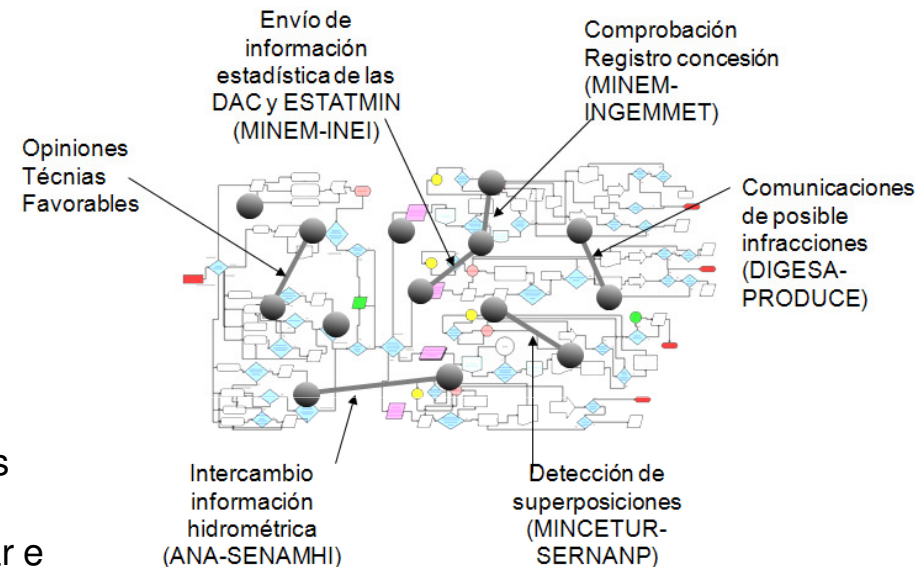 Envío de
información
estadística de las
DAC y ESTATMIN
(MINEM-INEI)
Comprobación
Registro concesión
(MINEM-
INGEMMET)
Opiniones
Técnias
Favorables
Comunicaciones
de posible
infracciones
(DIGESA-
PRODUCE)
s
r e
Intercambio
información
hidrométrica
(ANA-SENAMHI)
Detección de
superposiciones
(MINCETUR-
SERNANP)